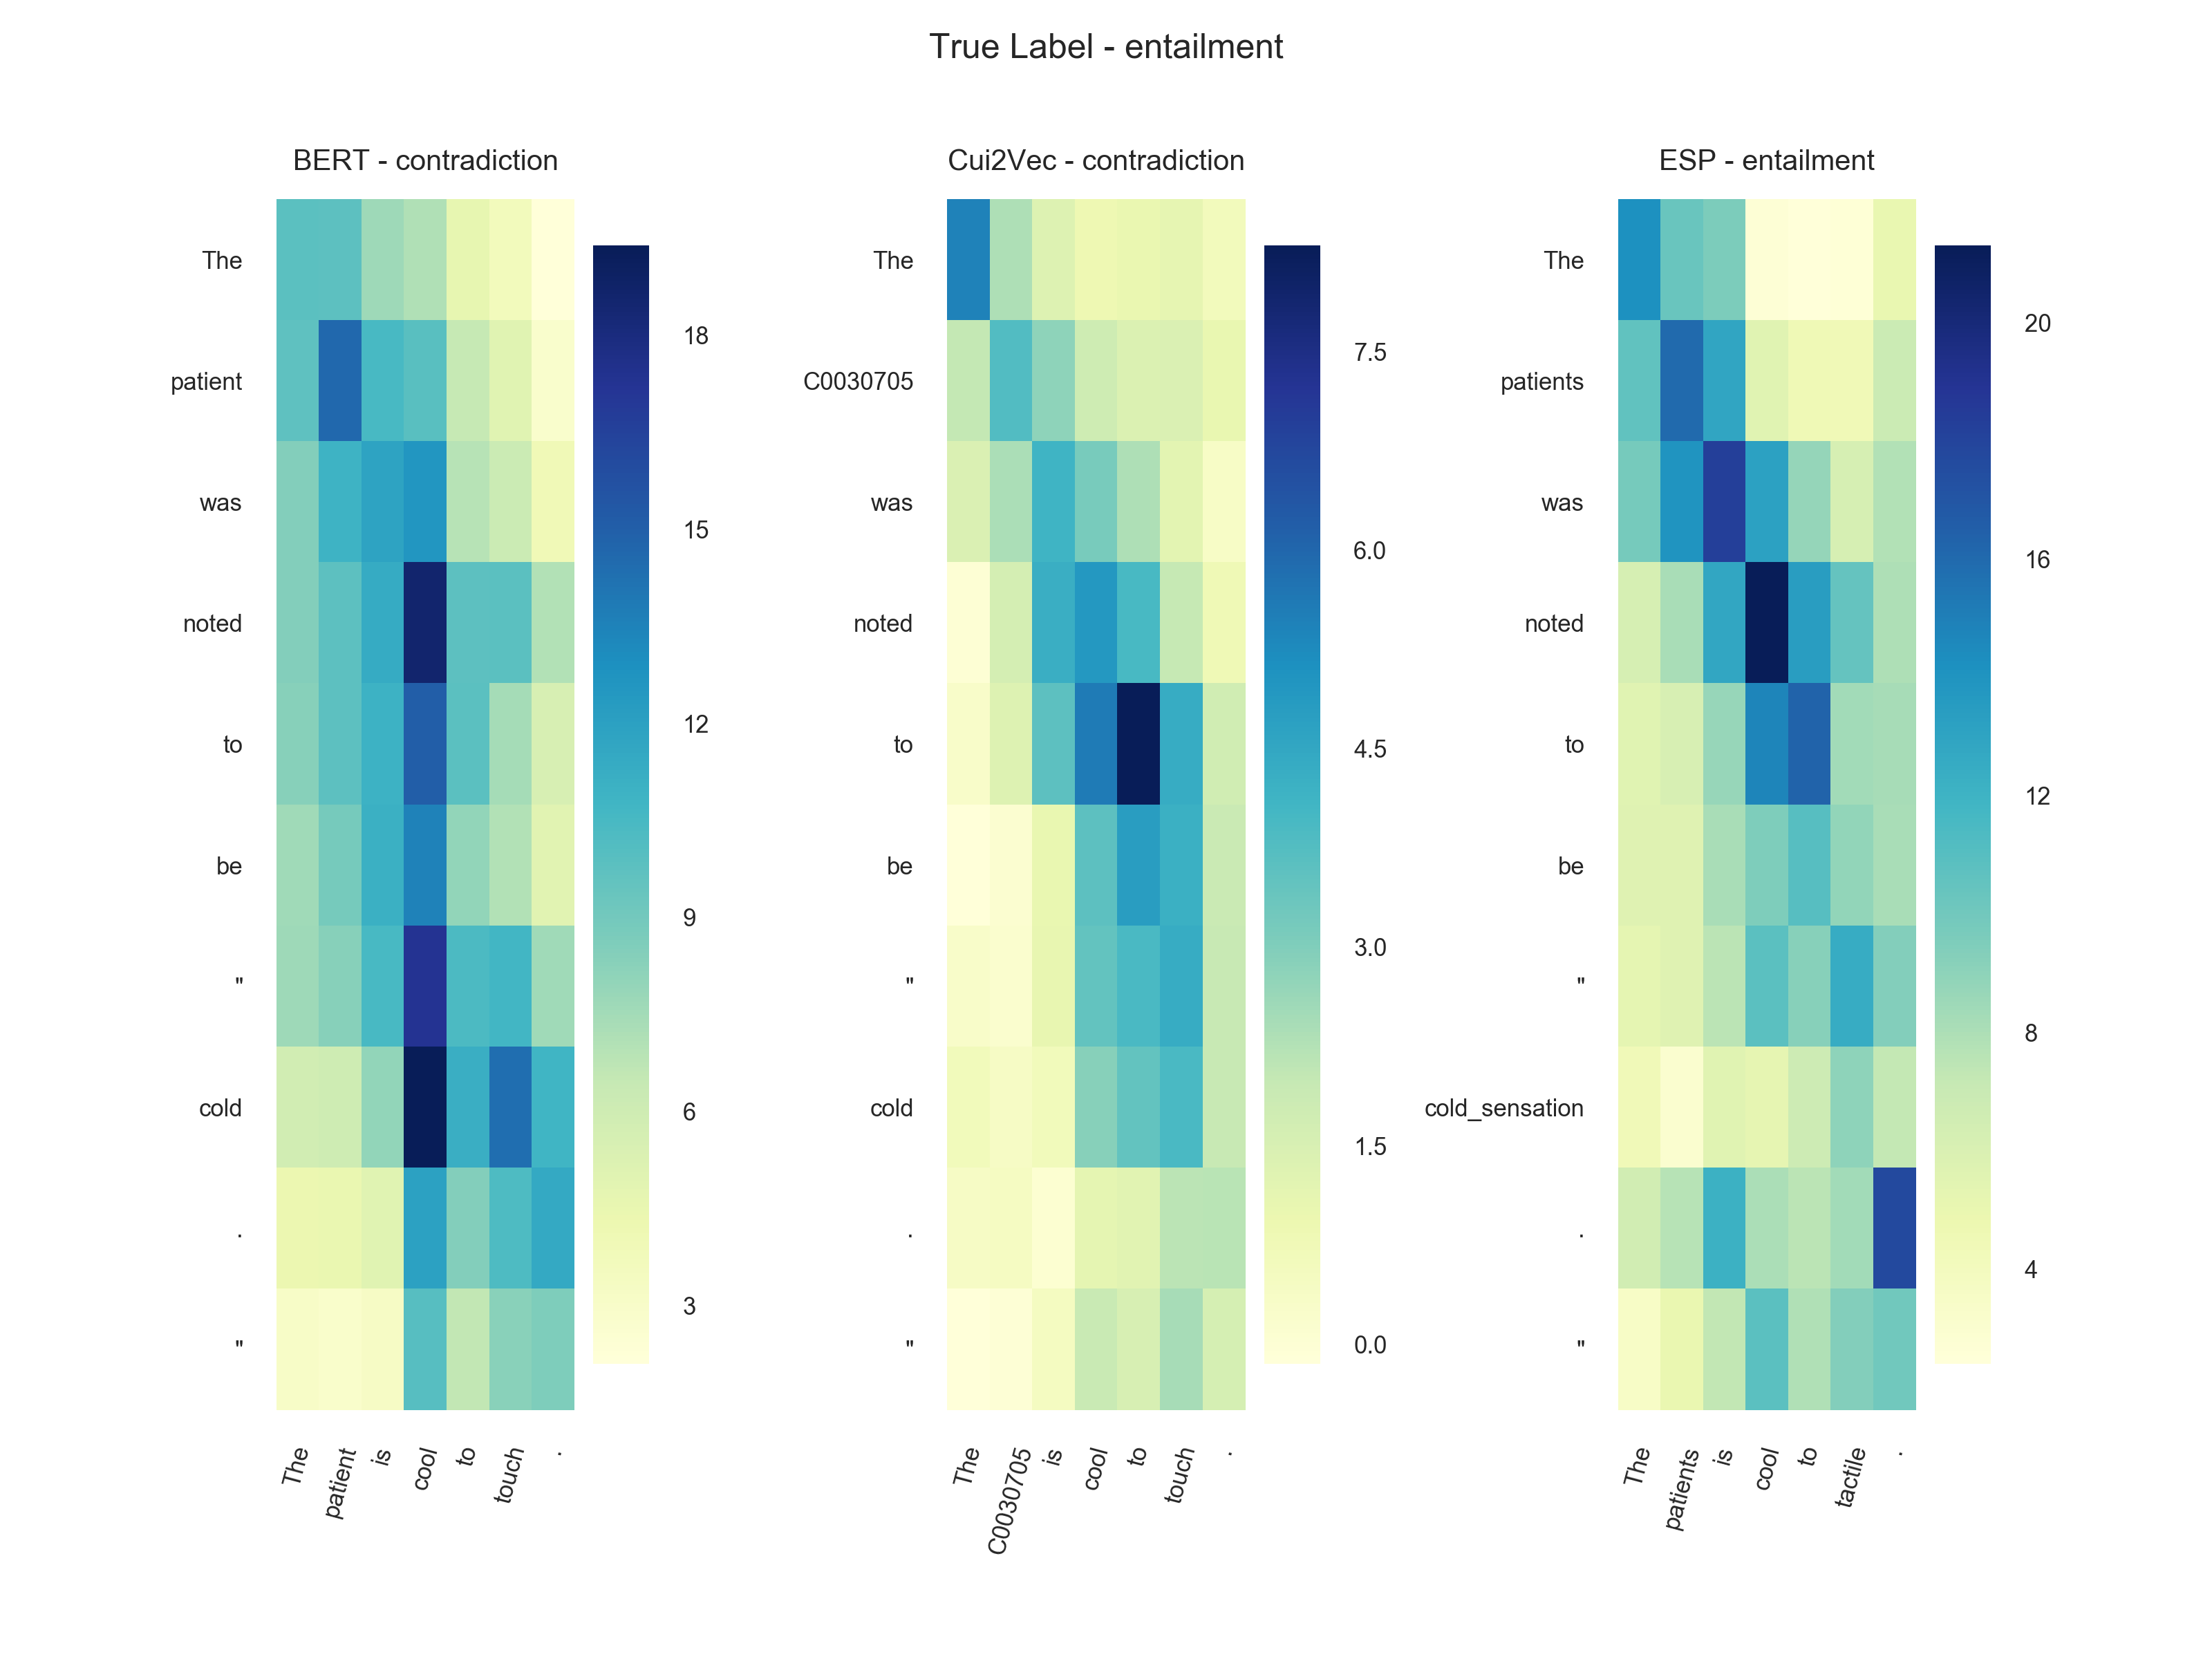 True Label - entailment
BERT - contradiction
The
patient
was
noted
to
be
"
cold
.
"
The
patient
is
cool
to
touch
.
18
15
12
9
6
3
Cui2Vec - contradiction
The
C0030705
was
noted
to
be
"
cold
.
"
The
C0030705
is
cool
to
touch
.
7.5
6.0
4.5
3.0
1.5
0.0
ESP - entailment
The
patients
was
noted
to
be
"
cold_sensation
.
"
The
patients
is
cool
to
tactile
.
20
16
12
8
4